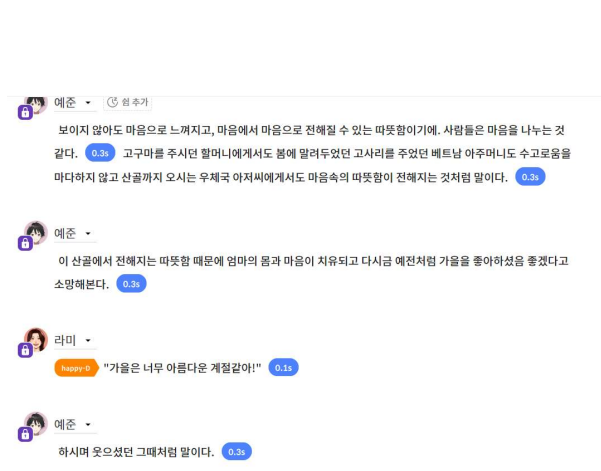 예준 쉼 추가
보이지 않아도 마음으로 느껴지고, 마음에서 마음으로 전해질 수 있는 따뜻함이기에. 사람들은 마음을 나누는 것
같다. 0.3s 고구마를 주시던 할머니에게서도 봄에 말려두었던 고사리를 주었던 베트남 아주머니도 수고로움을
마다하지 않고 산골까지 오시는 우체국 아저씨에게서도 마음속의 따뜻함이 전해지는 것처럼 말이다. 0.3s
예준
이 산골에서 전해지는 따뜻함 때문에 엄마의 몸과 마음이 치유되고 다시금 예전처럼 가을을 좋아하셨음 좋겠다고
소망해본다. 0.3s
라미
happy-D "가을은 너무 아름다운 계절같아!" 0.1s
예준
하시며 웃으셨던 그때처럼 말이다. 0.3s